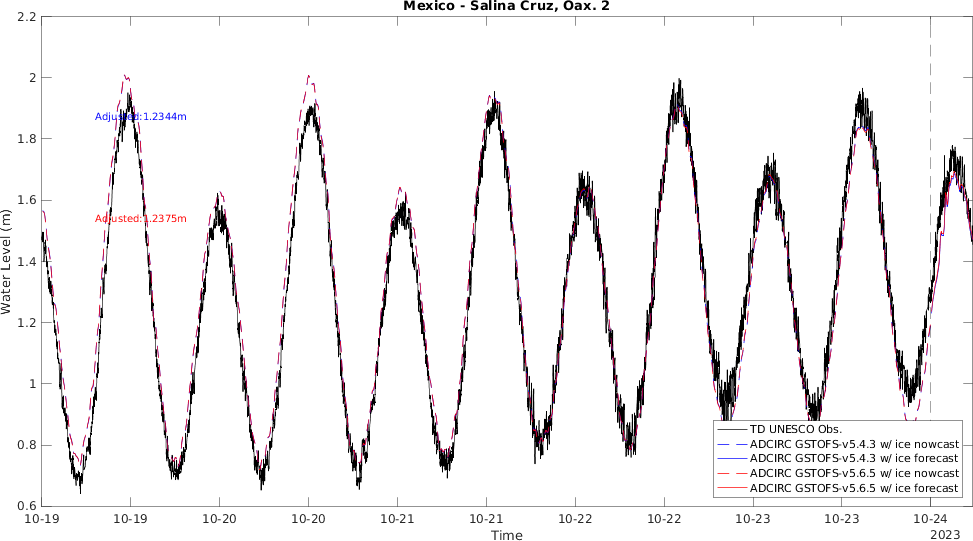 Mexico - Salina Cruz, Oax. 2
2.2
2
1.8
1.6
1.4
1.2
1
0.8
0.6
Water Level (m)
Adjusted:1.2344m
Adjusted:1.2375m
TD UNESCO Obs.
ADCIRC GSTOFS-v5.4.3 w/ ice nowcast
ADCIRC GSTOFS-v5.4.3 w/ ice forecast
ADCIRC GSTOFS-v5.6.5 w/ ice nowcast
ADCIRC GSTOFS-v5.6.5 w/ ice forecast
10-19 10-19 10-20 10-20 10-21 10-21 10-22 10-22 10-23 10-23 10-24
2023
Time